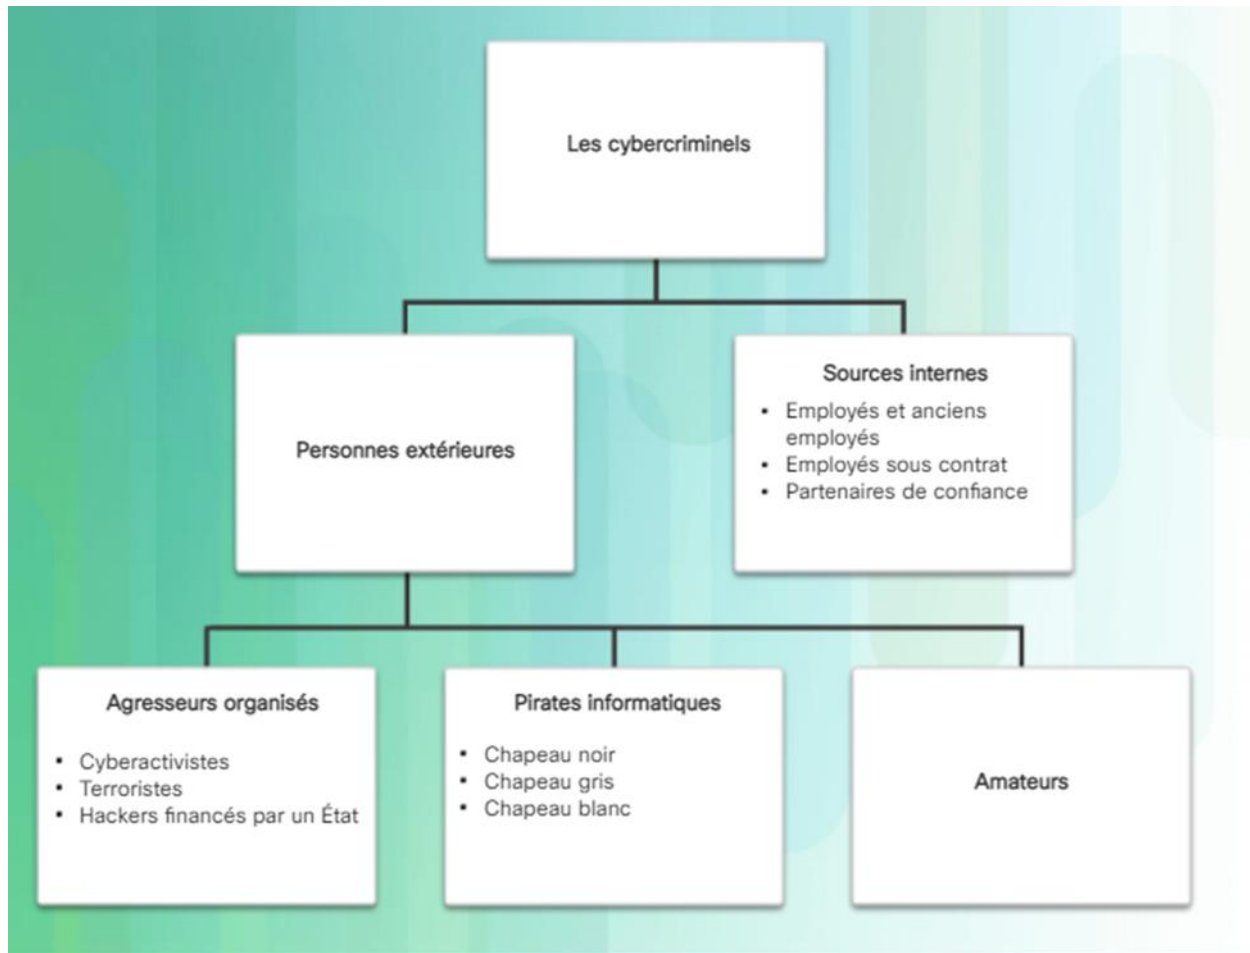 Les cybercriminels
Personnes extérieures
Sources internes
▪ Employés et anciens
employés
▪ Employés sous contrat
▪ Partenaires de confiance
Agresseurs organisés
▪ Cyberactivistes
▪ Terroristes
▪ Hackers financés par un État
Pirates informatiques
▪ Chapeau noir
▪ Chapeau gris
▪ Chapeau blanc
Amateurs